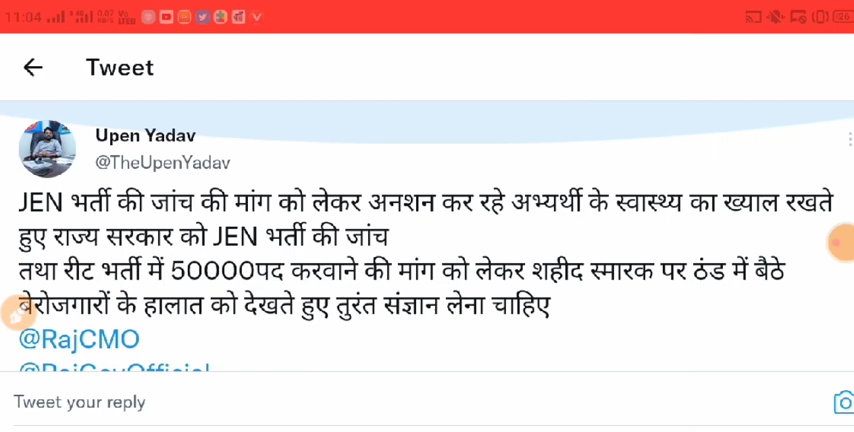 11:04
Tweet
Upen Yadav
@TheUpenYadav
JEN भर्ती की जांच की मांग को लेकर अनशन कर रहे अभ्यर्थी के स्वास्थ्य का ख्याल रखते
हुए राज्य सरकार को JEN भर्ती की जांच
तथा रीट भर्ती में 50000पद करवाने की मांग को लेकर शहीद स्मारक पर ठंड में बैठे
बेरोजगारों के हालात को देखते हुए तुरंत संज्ञान लेना चाहिए
@RajCMO
Tweet your reply